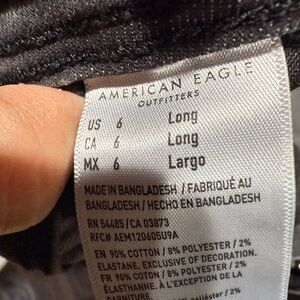 AMERICAN EAGLE
OUTFITTERS
US 6 Long
CA 6 Long
MX 6 Largo
MADE IN BANGLADESH / FABRIQUÉ AU
BANGLADESH / HECHO EN BANGLADESH
RN 54485 / CA 03873
RFC# AEM120605U9A
EN 90% COTTON / 8% POLYESTER / 2%
ELASTANE. EXCLUSIVE OF DECORATION.
FR 90% COTON / 8% POLYESTER / 2%
ELASTHANNE. À L'EXCEPTION DE LA